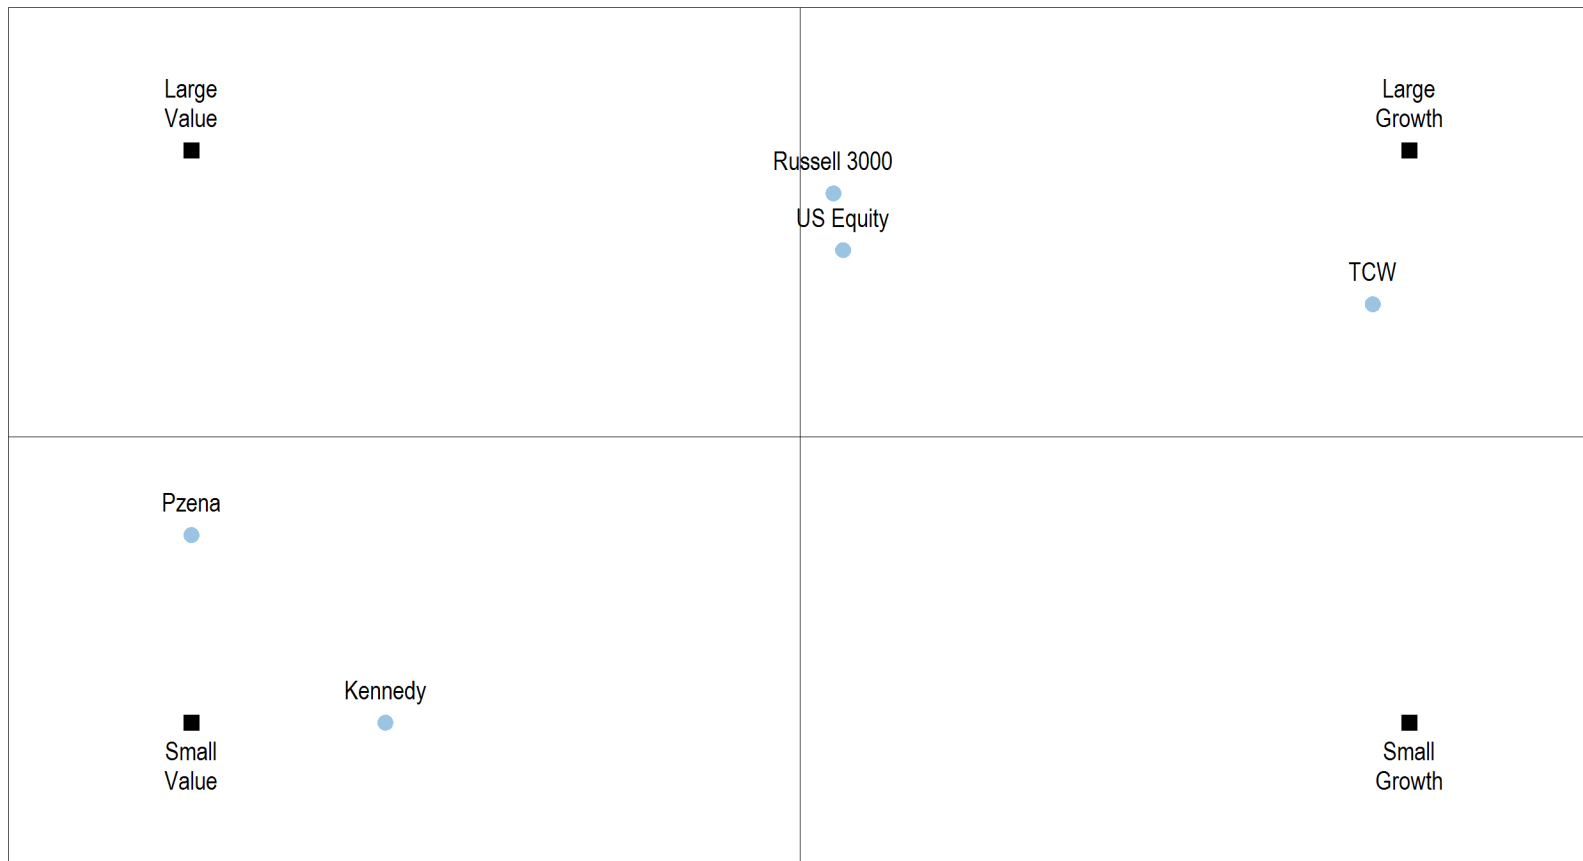 Large
Value
Large
Growth
Russell 3000
US Equity
TCW
Pzena
Kennedy
Small
Value
Small
Growth